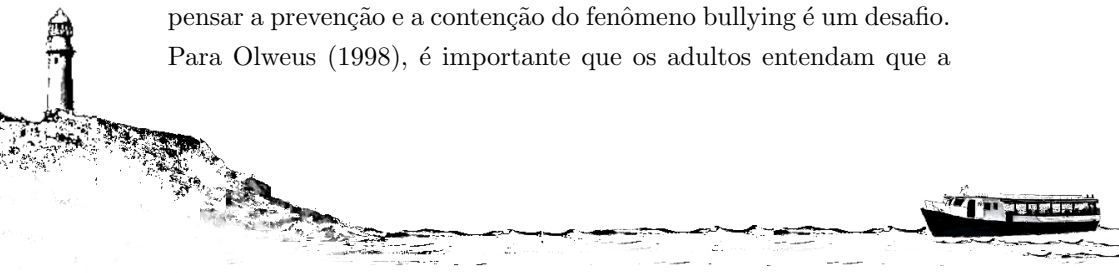 pensar a prevenção e a contenção do fenômeno bullying é um desafio.
Para Olweus (1998), é importante que os adultos entendam que a